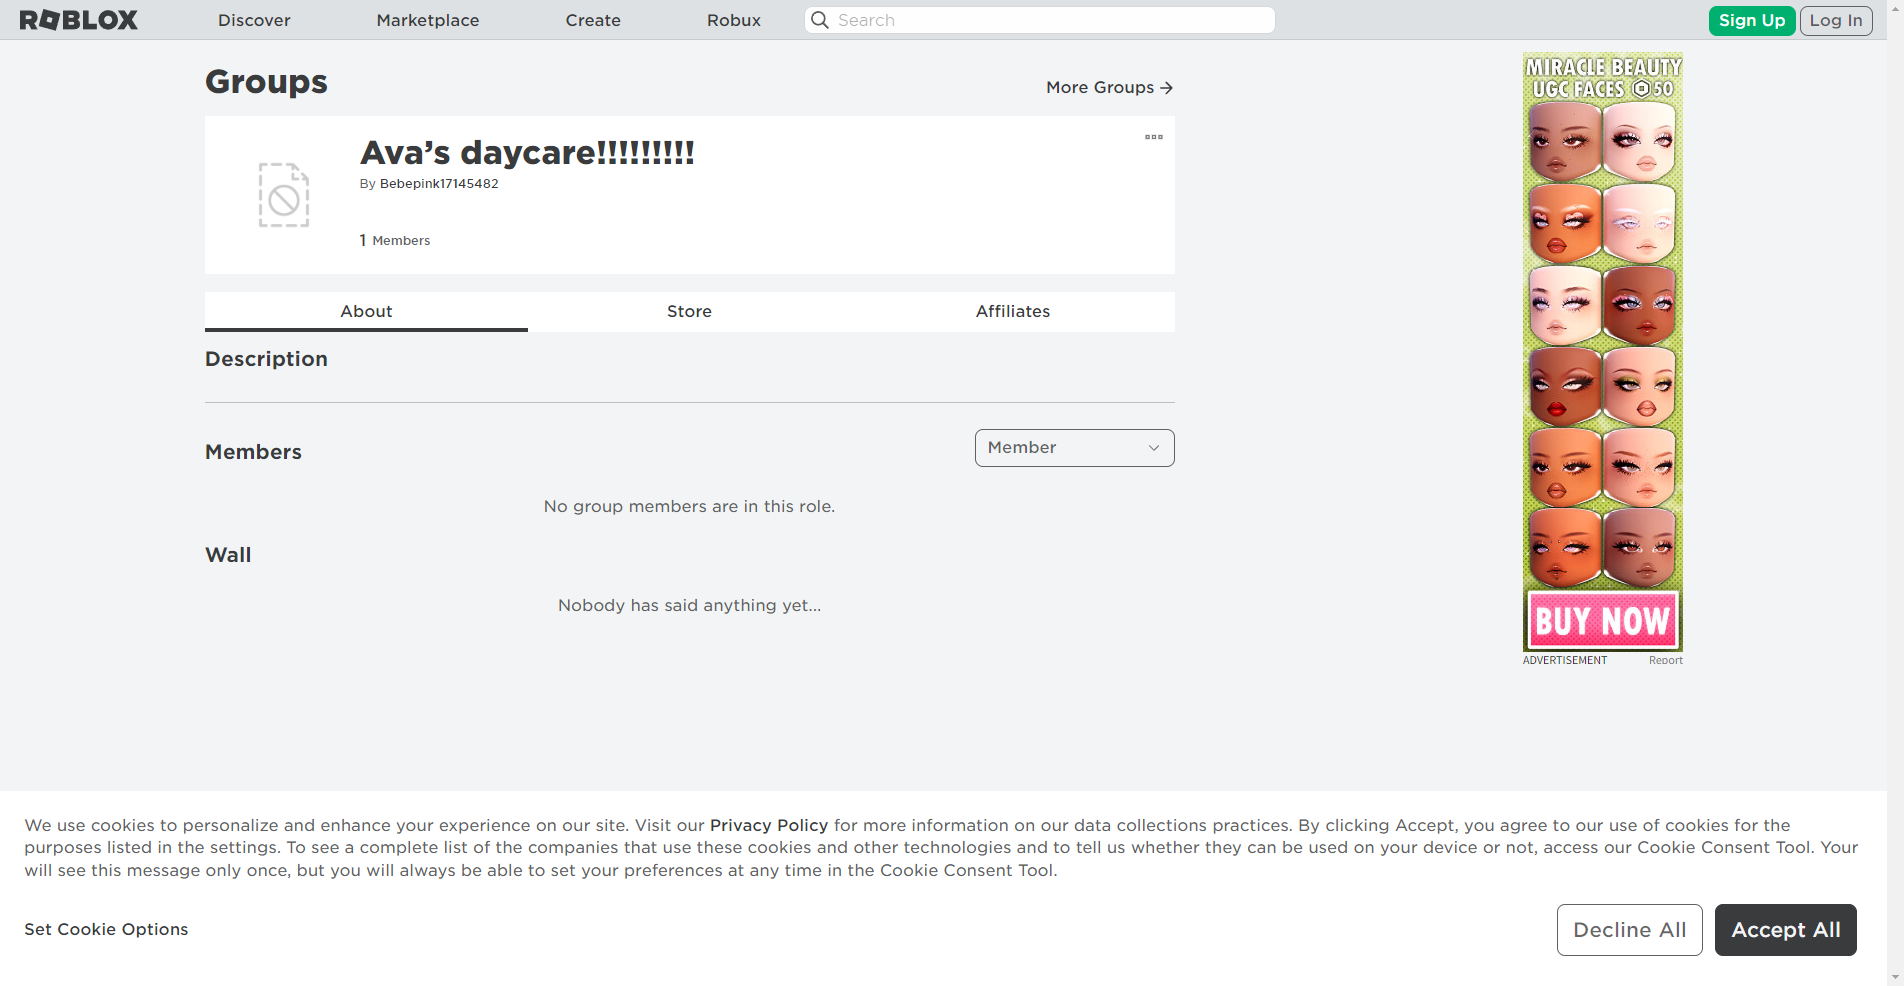 ROBLOX
Discover
Marketplace
Create
Robux
Search
Sign Up
Log In
Groups
More Groups
Ava’s daycare!!!!!!!!!
By Bebepink17145482
1 Members
About
Store
Affiliates
Description
Members
Member
No group members are in this role.
Wall
Nobody has said anything yet...
MIRACLE BEAUTY
UGC FACES 50
BUY NOW
ADVERTISEMENT
Report
We use cookies to personalize and enhance your experience on our site. Visit our Privacy Policy for more information on our data collections practices. By clicking Accept, you agree to our use of cookies for the
purposes listed in the settings. To see a complete list of the companies that use these cookies and other technologies and to tell us whether they can be used on your device or not, access our Cookie Consent Tool. Your
will see this message only once, but you will always be able to set your preferences at any time in the Cookie Consent Tool.
Set Cookie Options
Decline All
Accept All